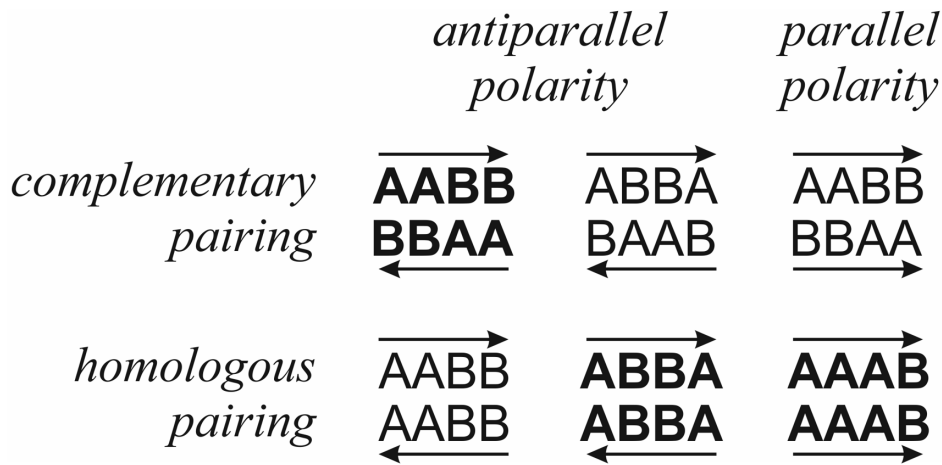 antiparallel parallel
polarity polarity
complementary AABB ABBA AABB
pairing BBAA BAAB BBAA
homologous AABB ABBA AAAB
pairing AABB ABBA AAAB